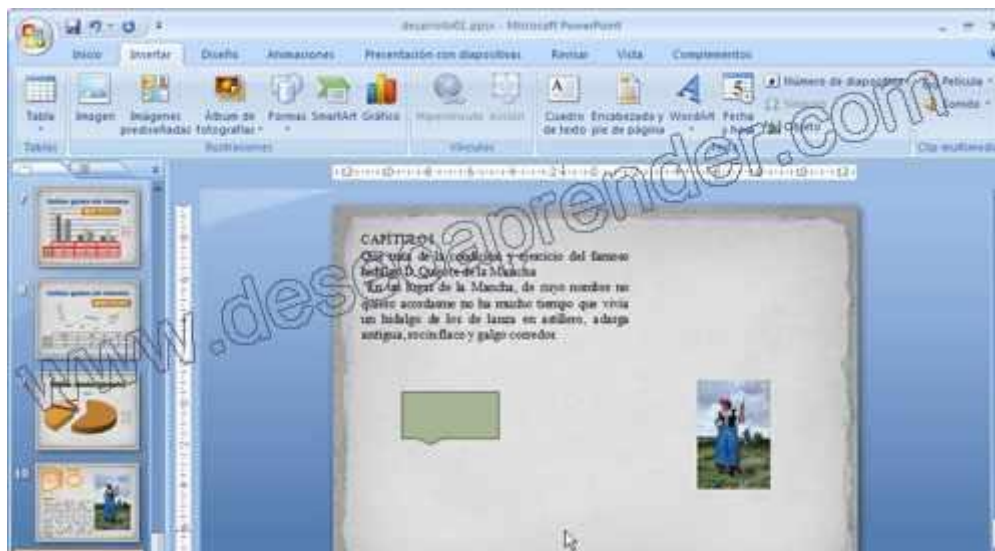 desarrollo02.pptx - Microsoft PowerPoint
Inicio Insertar Diseño Animaciones Presentación con diapositivas Revisar Vista Complementos
Tabla Imagen Imágenes prediseñadas Álbum de fotografías Formas SmartArt Gráfico Hipervínculo Acción Cuadro de texto Encabezado y pie de página WordArt Fecha y hora Número de diapositiva Objeto Película Sonido
Tablas Ilustraciones Vínculos Clip multimedia
www.deseoaprender.com
CAPITULO I
Que trata de la condición y ejercicio del famoso
hidalgo D. Quijote de la Mancha
"En un lugar de la Mancha, de cuyo nombre no
quiero acordarme no ha mucho tiempo que vivía
un hidalgo de los de lanza en astillero, adarga
antigua, rocín flaco y galgo corredor.